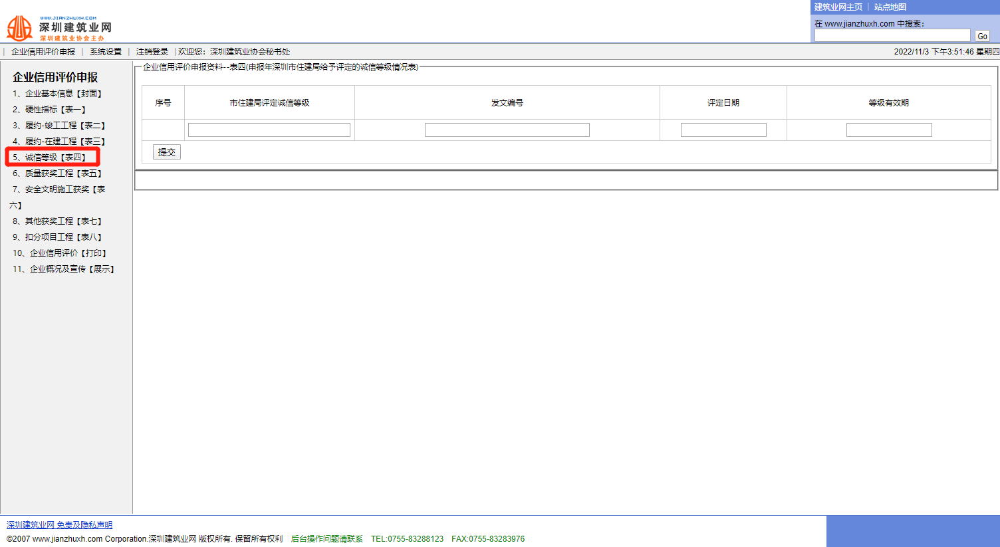 建筑业网主页 | 站点地图
WWW.JIANZHUXH.COM
深圳建筑业网
深圳建筑业协会主办
在 www.jianzhuxh.com 中搜索：
Go
| 企业信用评价申报 | 系统设置 | 注销登录 | 欢迎您：深圳建筑业协会秘书处
2022/11/3 下午3:51:46 星期四
企业信用评价申报
1、企业基本信息【封面】
2、硬性指标【表一】
3、履约-竣工工程【表二】
4、履约-在建工程【表三】
5、诚信等级【表四】
6、质量获奖工程【表五】
7、安全文明施工获奖【表
六】
8、其他获奖工程【表七】
9、扣分项目工程【表八】
10、企业信用评价【打印】
11、企业概况及宣传【展示】
企业信用评价申报资料--表四(申报年深圳市住建局给予评定的诚信等级情况表)
序号 市住建局评定诚信等级 发文编号 评定日期 等级有效期
提交
深圳建筑业网 免责及隐私声明
©2007 www.jianzhuxh.com Corporation.深圳建筑业网 版权所有. 保留所有权利 后台操作问题请联系 TEL:0755-83288123 FAX:0755-83283976